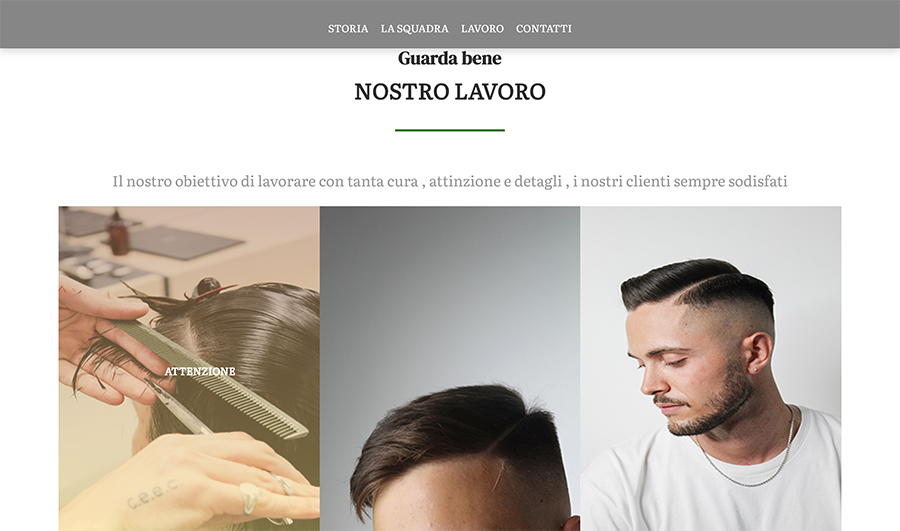 STORIA LA SQUADRA LAVORO CONTATTI
Guarda bene
NOSTRO LAVORO
Il nostro obiettivo di lavorare con tanta cura , attinzione e detagli , i nostri clienti sempre sodisfati
ATTENZIONE
c.e.e.c